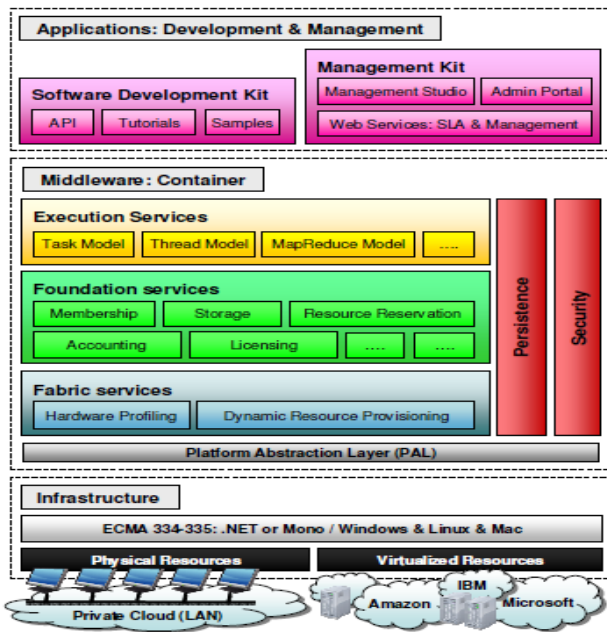 Applications: Development & Management
Software Development Kit
API
Tutorials
Samples
Management Kit
Management Studio
Admin Portal
Web Services: SLA & Management
Middleware: Container
Execution Services
Task Model
Thread Model
MapReduce Model
....
Foundation services
Membership
Storage
Resource Reservation
Accounting
Licensing
....
....
Fabric services
Hardware Profiling
Dynamic Resource Provisioning
Persistence
Security
Platform Abstraction Layer (PAL)
Infrastructure
ECMA 334-335: .NET or Mono / Windows & Linux & Mac
Physical Resources
Virtualized Resources
Private Cloud (LAN)
Amazon
IBM
Microsoft